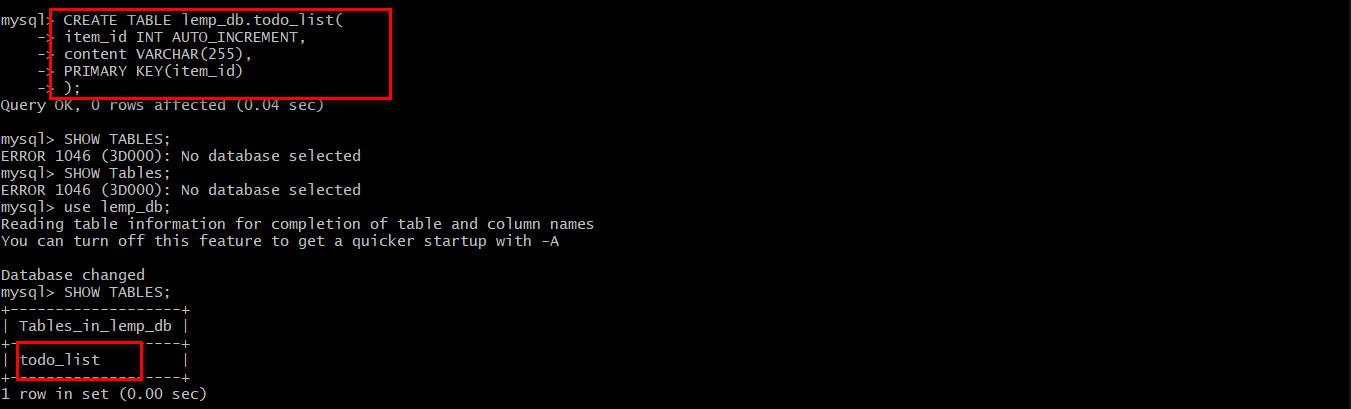 mysql> CREATE TABLE lemp_db.todo_list(
    -> item_id INT AUTO_INCREMENT,
    -> content VARCHAR(255),
    -> PRIMARY KEY(item_id)
    -> );
Query OK, 0 rows affected (0.04 sec)

mysql> SHOW TABLES;
ERROR 1046 (3D000): No database selected
mysql> SHOW Tables;
ERROR 1046 (3D000): No database selected
mysql> use lemp_db;
Reading table information for completion of table and column names
You can turn off this feature to get a quicker startup with -A

Database changed
mysql> SHOW TABLES;
+-------------------+
| Tables_in_lemp_db |
+-------------------+
| todo_list         |
+-------------------+
1 row in set (0.00 sec)